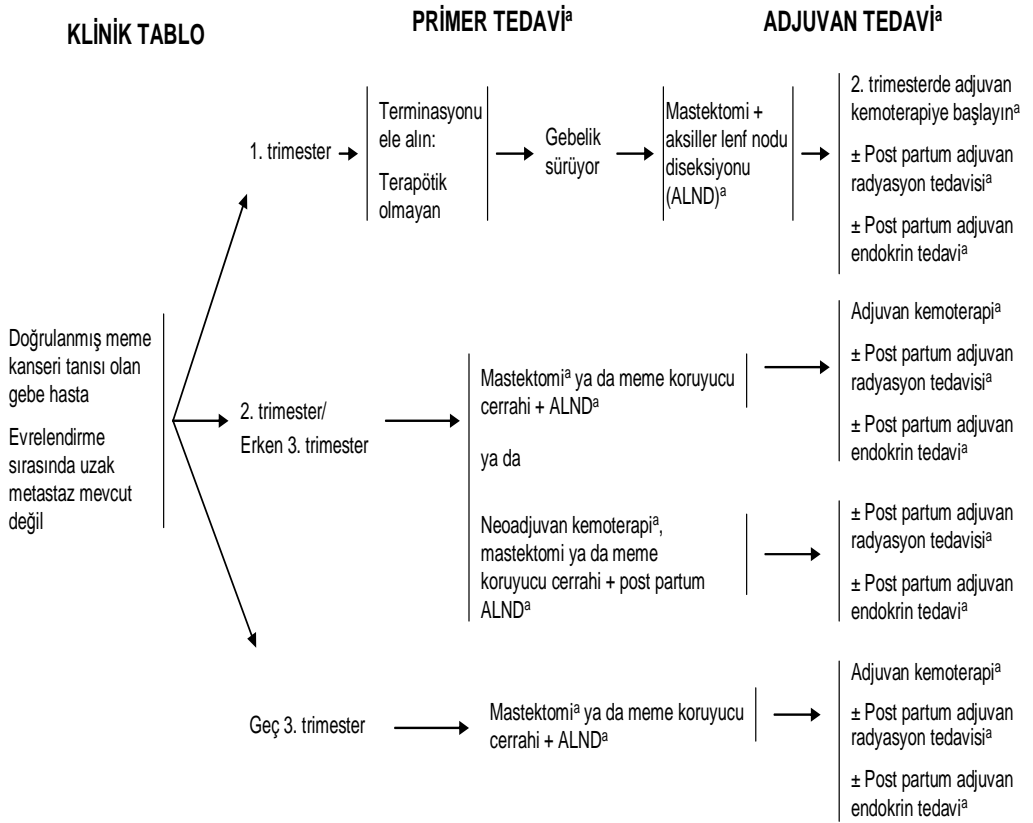 KLİNİK TABLO
PRİMER TEDAVİᵃ
ADJUVAN TEDAVİᵃ
1. trimester
Terminasyonu
ele alın:
Terapötik
olmayan
Gebelik
sürüyor
Mastektomi +
aksiller lenf nodu
diseksiyonu
(ALND)ᵃ
2. trimesterde adjuvan
kemoterapiye başlayınᵃ
± Post partum adjuvan
radyasyon tedavisiᵃ
± Post partum adjuvan
endokrin tedaviᵃ
Doğrulanmış meme
kanseri tanısı olan
gebe hasta
Evrelendirme
sırasında uzak
metastaz mevcut
değil
2. trimester/
Erken 3. trimester
Mastektomiᵃ ya da meme koruyucu
cerrahi + ALNDᵃ
ya da
Neoadjuvan kemoterapiᵃ,
mastektomi ya da meme
koruyucu cerrahi + post partum
ALNDᵃ
Adjuvan kemoterapiᵃ
± Post partum adjuvan
radyasyon tedavisiᵃ
± Post partum adjuvan
endokrin tedaviᵃ
± Post partum adjuvan
radyasyon tedavisiᵃ
± Post partum adjuvan
endokrin tedaviᵃ
Geç 3. trimester
Mastektomiᵃ ya da meme koruyucu
cerrahi + ALNDᵃ
Adjuvan kemoterapiᵃ
± Post partum adjuvan
radyasyon tedavisiᵃ
± Post partum adjuvan
endokrin tedaviᵃ